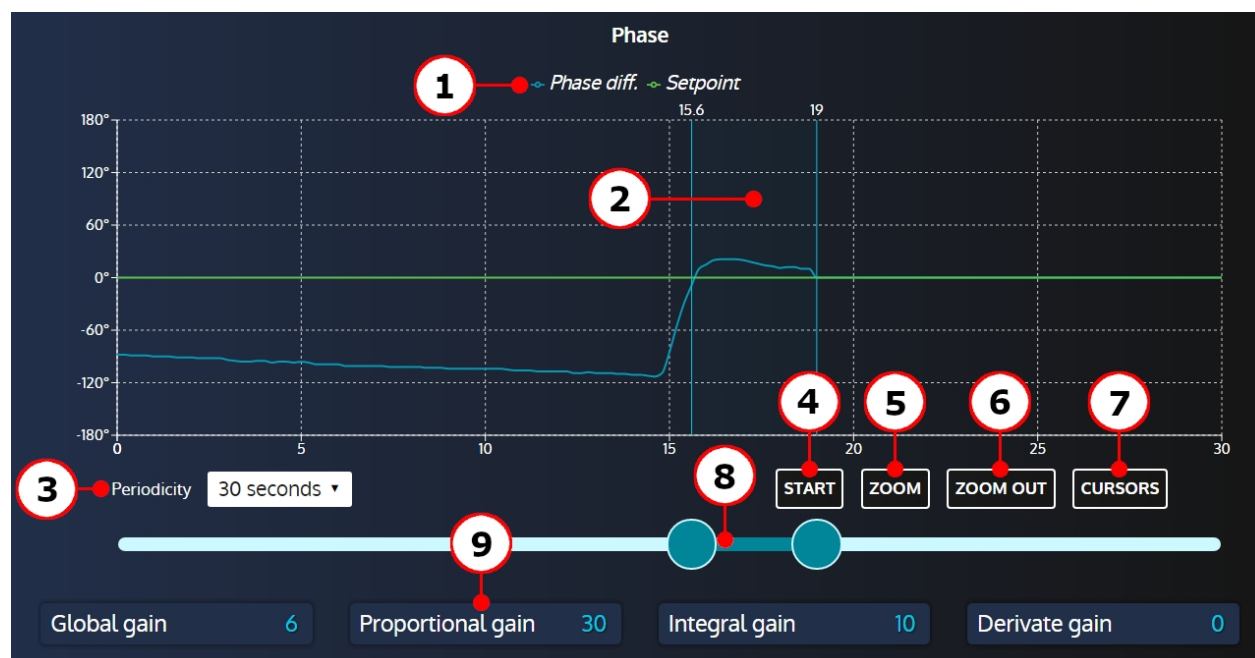 Phase
1
Phase diff. Setpoint
15.6 19
180°
120°
2
60°
0°
-60°
-120°
4 5 6 7
-180°
0 5 10 15 20 25 30
3 Periodicity 30 seconds 8 START ZOOM ZOOM OUT CURSORS
9
Global gain 6 Proportional gain 30 Integral gain 10 Derivate gain 0